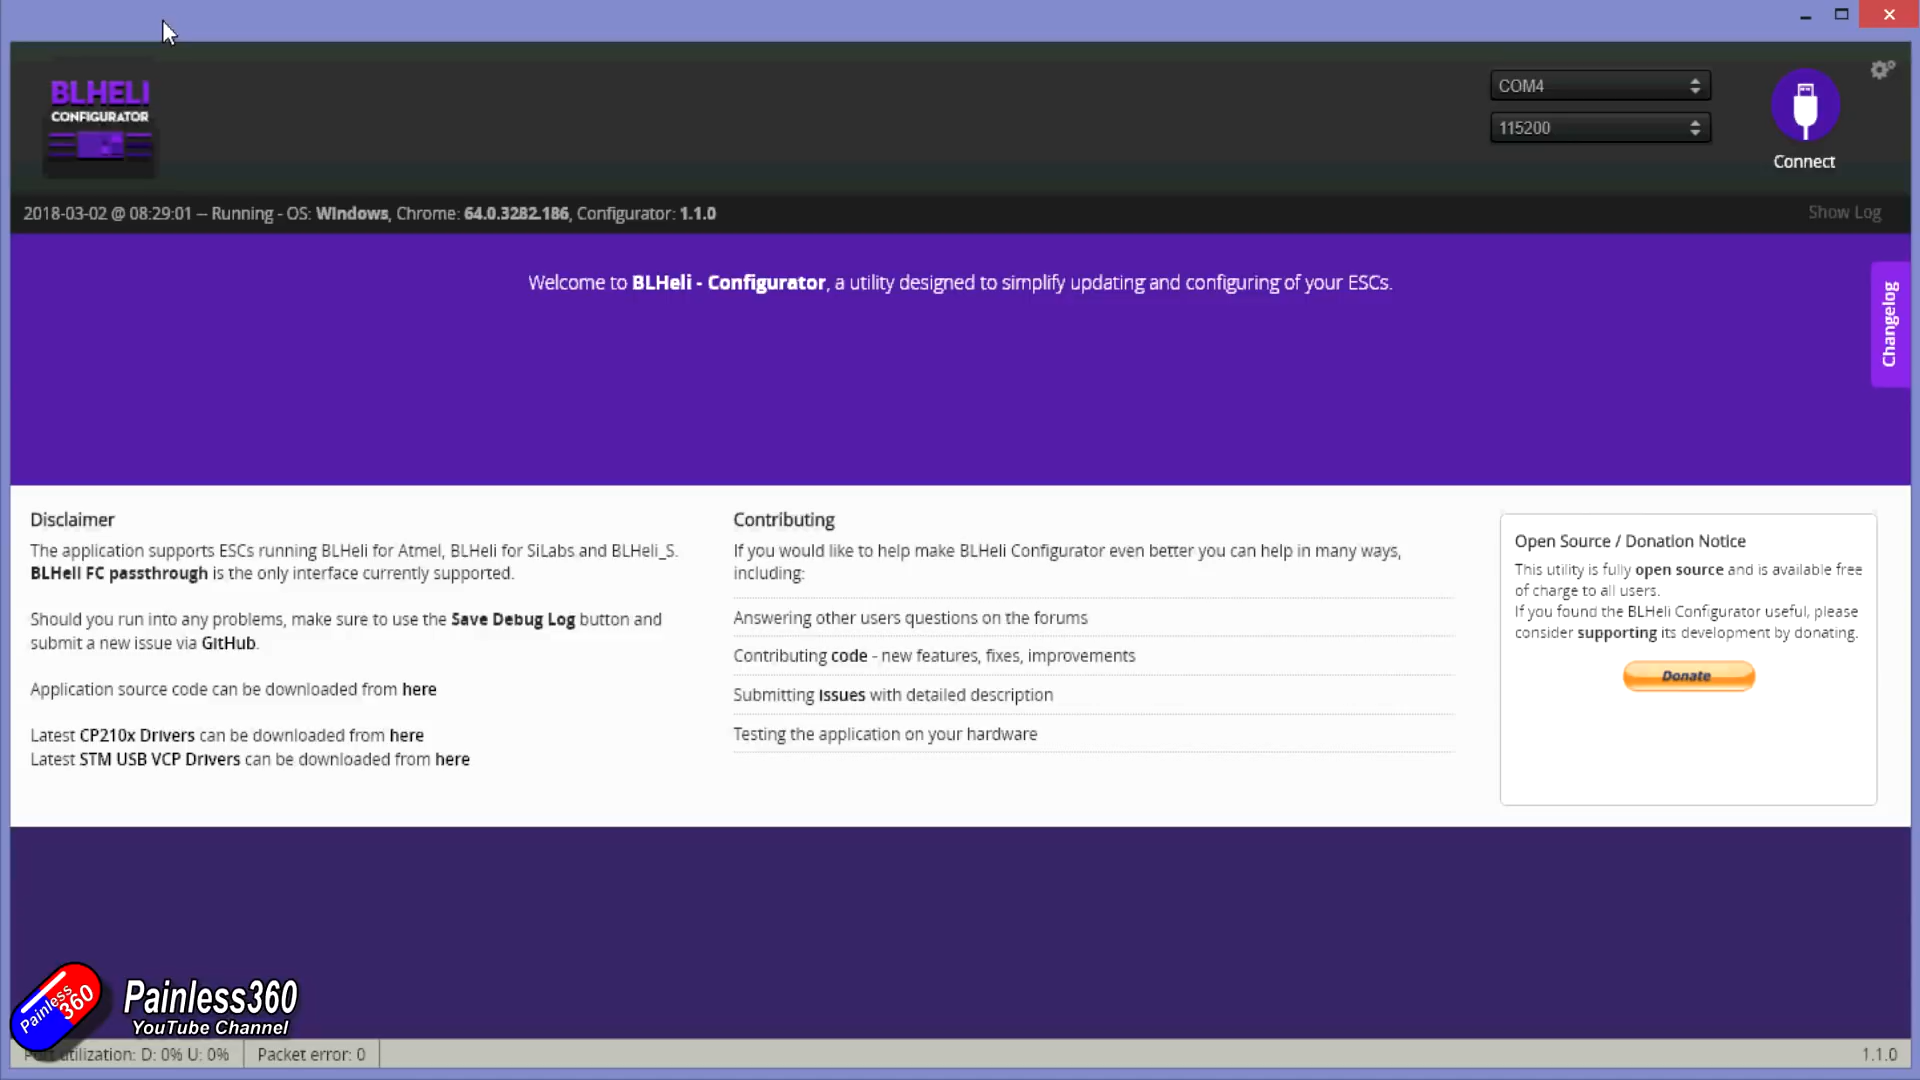 BLHELI
CONFIGURATOR
COM4
115200
Connect
2018-03-02 @ 08:29:01 -- Running - OS: Windows, Chrome: 64.0.3282.186, Configurator: 1.1.0
Show Log
Welcome to BLHeli - Configurator, a utility designed to simplify updating and configuring of your ESCs.
Changelog
Disclaimer
The application supports ESCs running BLHeli for Atmel, BLHeli for SiLabs and BLHeli_S.
BLHeli FC passthrough is the only interface currently supported.
Should you run into any problems, make sure to use the Save Debug Log button and
submit a new issue via GitHub.
Application source code can be downloaded from here
Latest CP210x Drivers can be downloaded from here
Latest STM USB VCP Drivers can be downloaded from here
Contributing
If you would like to help make BLHeli Configurator even better you can help in many ways,
including:
Answering other users questions on the forums
Contributing code - new features, fixes, improvements
Submitting issues with detailed description
Testing the application on your hardware
Open Source / Donation Notice
This utility is fully open source and is available free
of charge to all users.
If you found the BLHeli Configurator useful, please
consider supporting its development by donating.
Donate
Painless
360
Painless360
YouTube Channel
Port utilization: D: 0% U: 0%
Packet error: 0
1.1.0